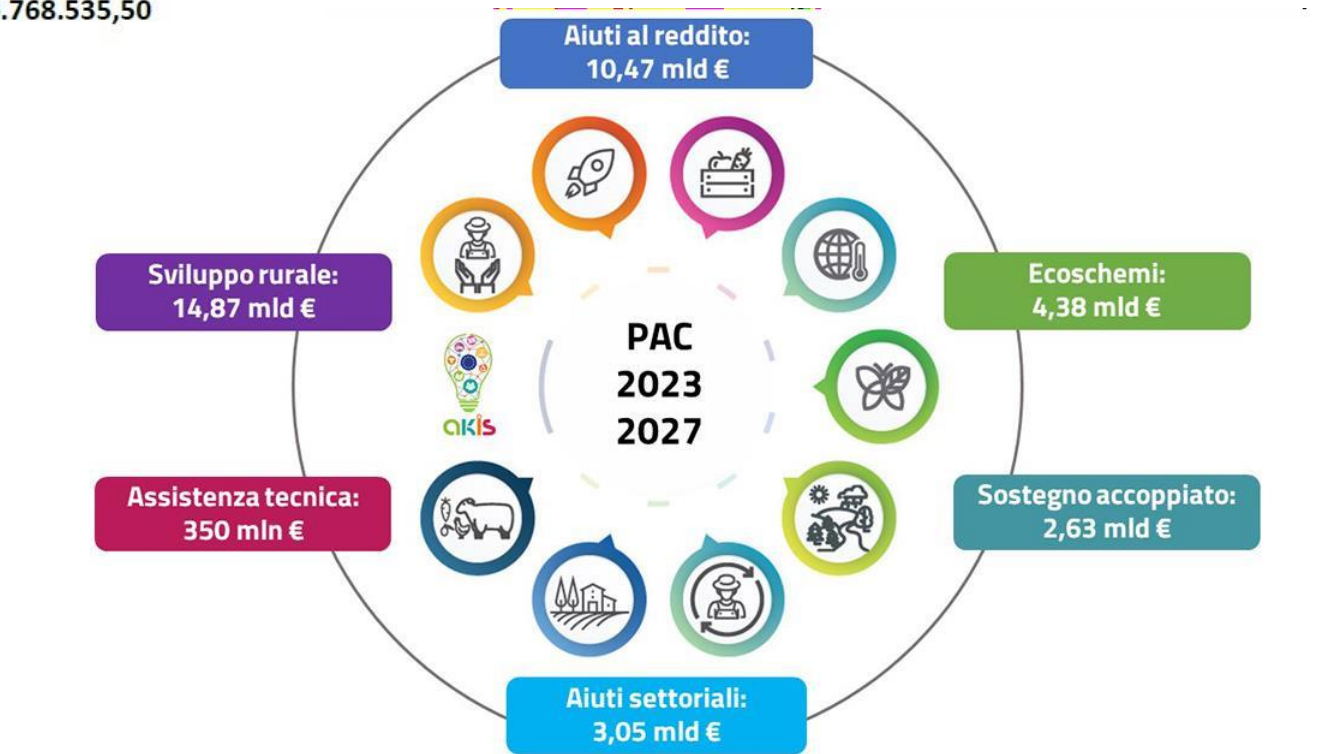 .768.535,50
Aiuti al reddito:
10,47 mld €
Sviluppo rurale:
14,87 mld €
Ecoschemi:
4,38 mld €
PAC
2023
2027
akis
Assistenza tecnica:
350 mln €
Sostegno accoppiato:
2,63 mld €
Aiuti settoriali:
3,05 mld €